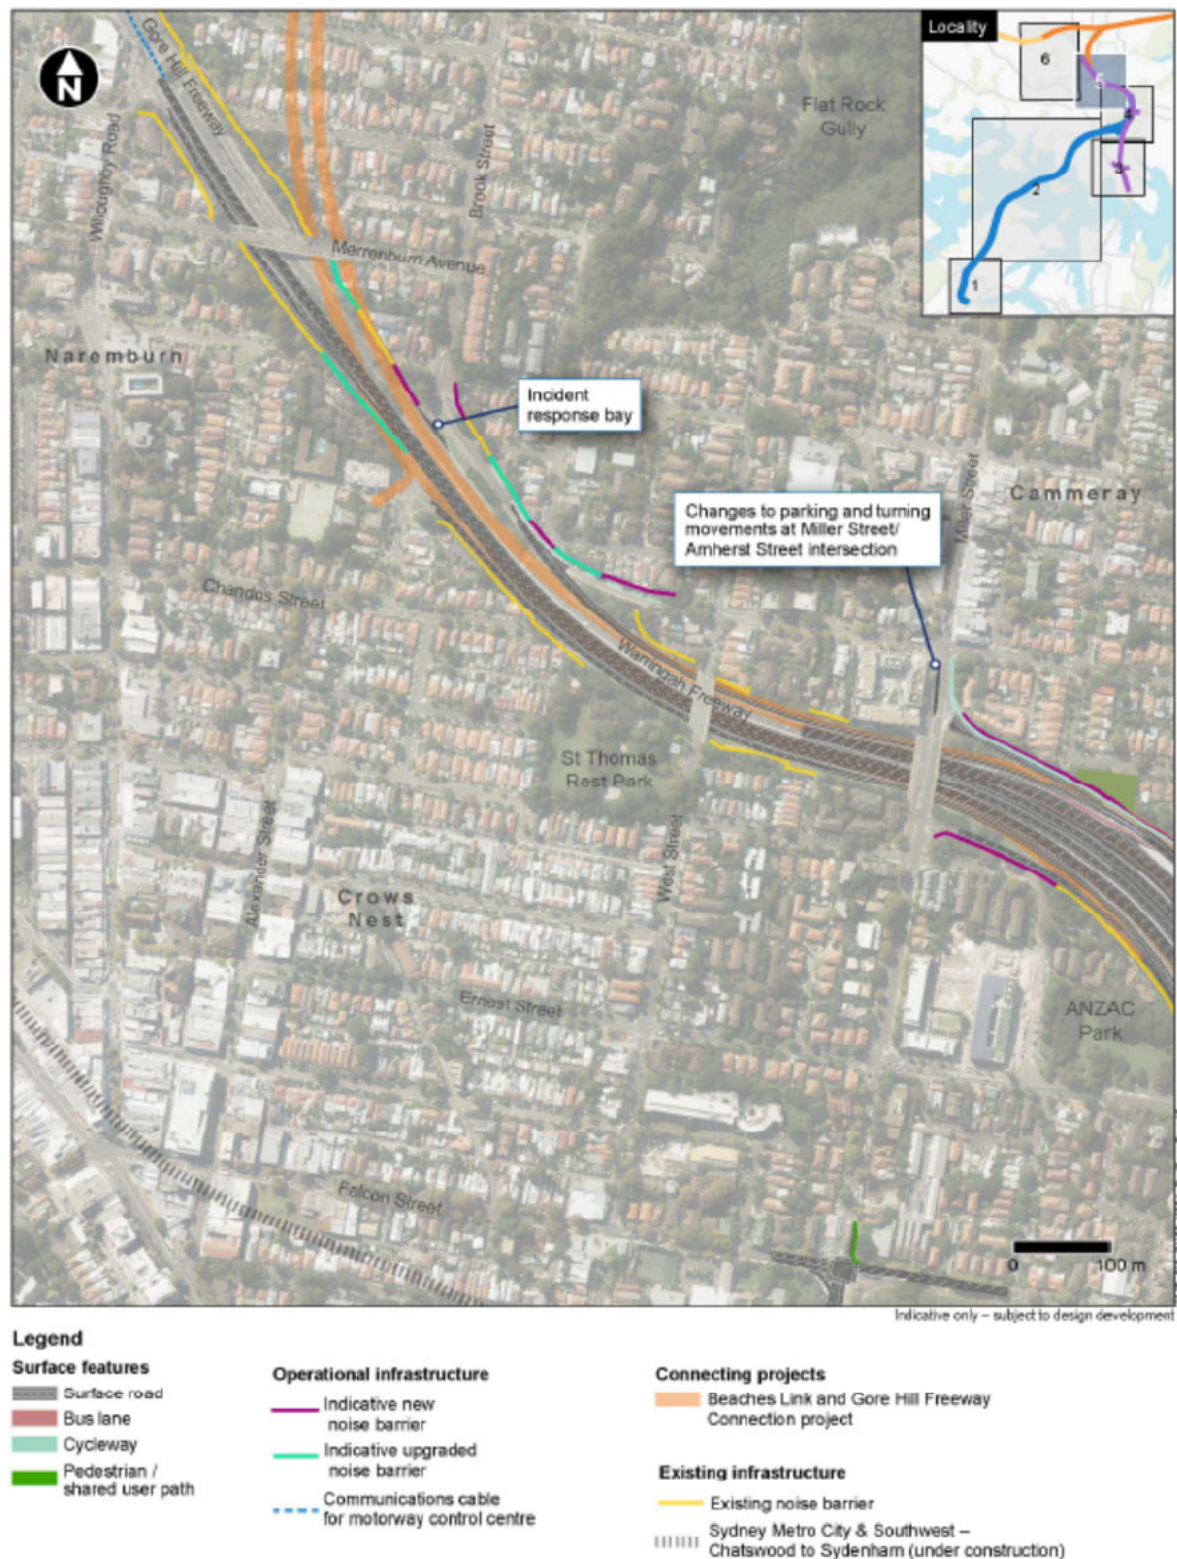 Locality
6
5
4
3
2
1
N
Gore Hill Freeway
Willoughby Road
Brook Street
Flat Rock
Gully
Merrenburn Avenue
Naremburn
Incident
response bay
Miller Street
Cammeray
Changes to parking and turning
movements at Miller Street/
Amherst Street intersection
Chandos Street
Warringah Freeway
St Thomas
Rest Park
Alexander Street
West Street
Crows
Nest
Ernest Street
ANZAC
Park
Falcon Street
0 100 m
Indicative only – subject to design development
Legend
Surface features
Surface road
Bus lane
Cycleway
Pedestrian /
shared user path
Operational infrastructure
Indicative new
noise barrier
Indicative upgraded
noise barrier
Communications cable
for motorway control centre
Connecting projects
Beaches Link and Gore Hill Freeway
Connection project
Existing infrastructure
Existing noise barrier
Sydney Metro City & Southwest –
Chatswood to Sydenham (under construction)